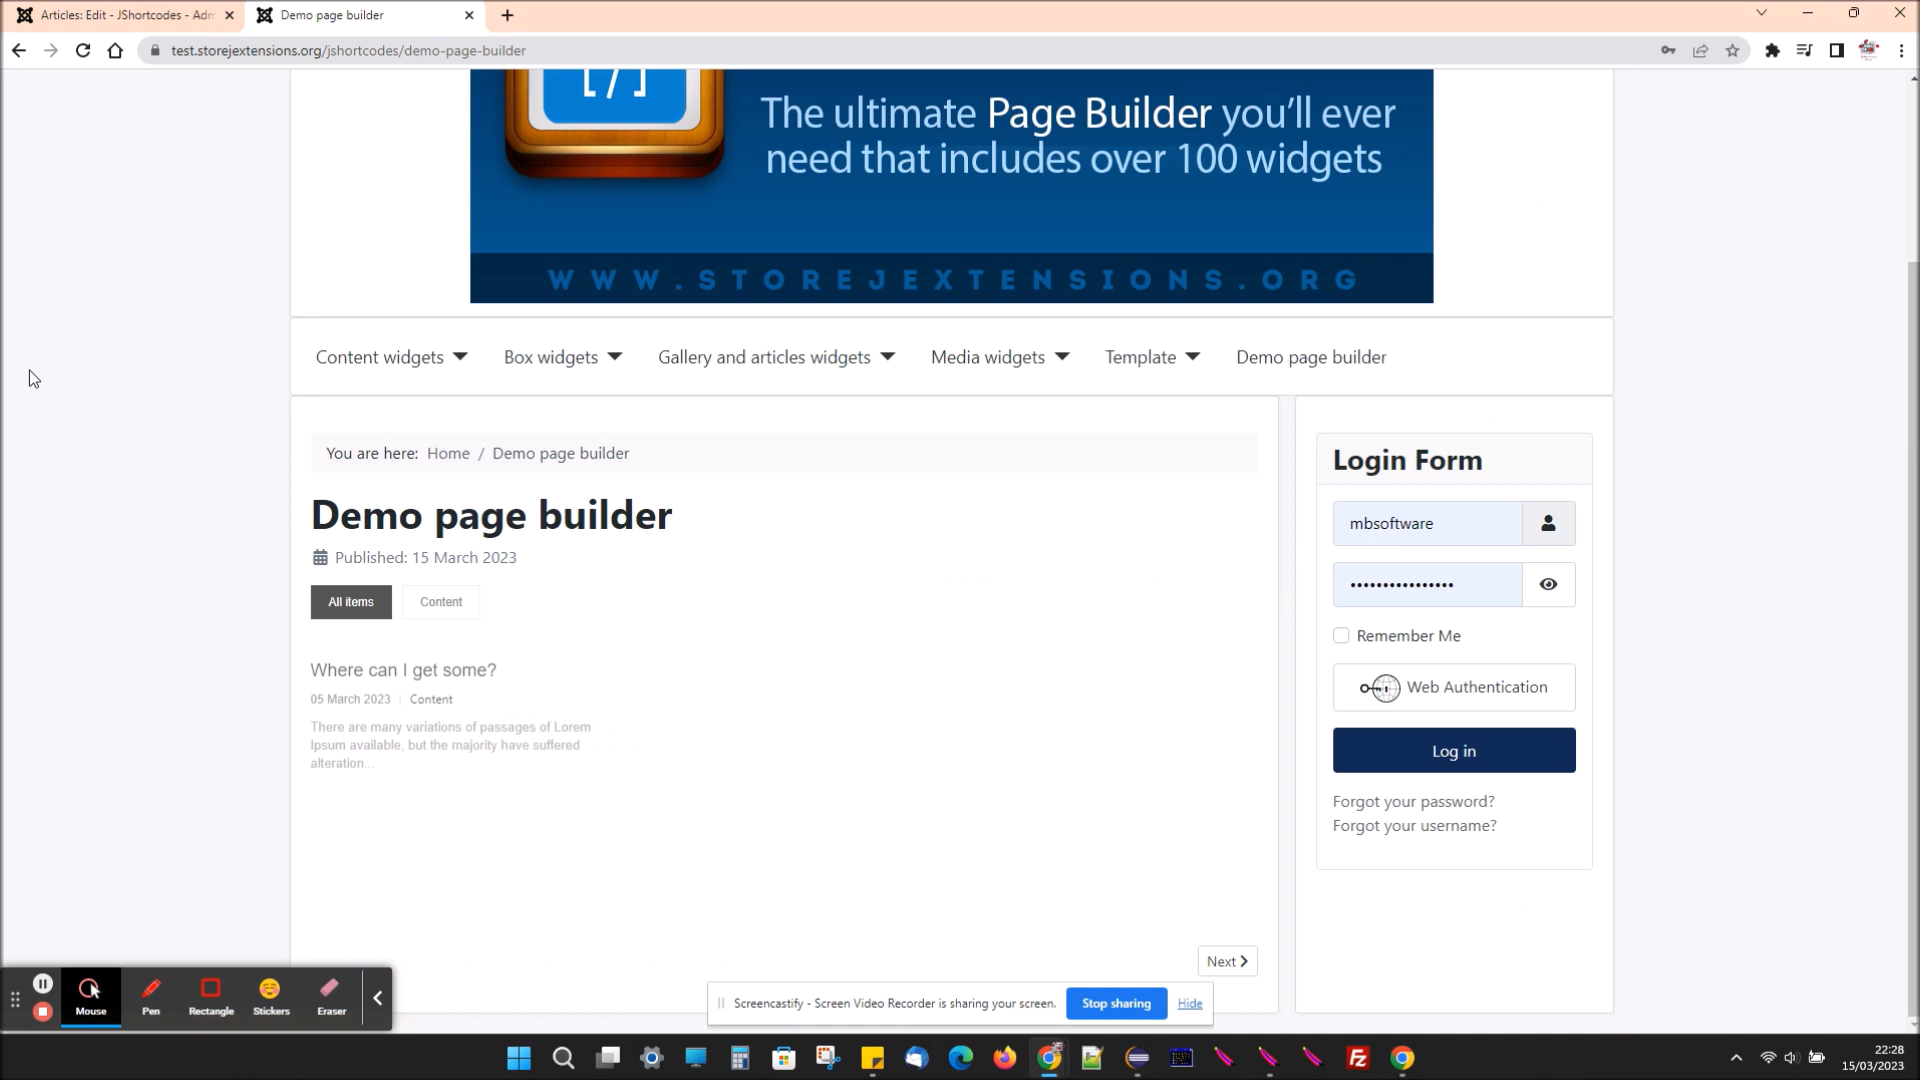 Articles: Edit - JShortcodes - Adm
Demo page builder
test.storejextensions.org/jshortcodes/demo-page-builder
[/]
The ultimate Page Builder you'll ever
need that includes over 100 widgets
WWW.STOREJEXTENSIONS.ORG
Content widgets
Box widgets
Gallery and articles widgets
Media widgets
Template
Demo page builder
You are here: Home / Demo page builder
Demo page builder
Published: 15 March 2023
All items
Content
Where can I get some?
05 March 2023 | Content
There are many variations of passages of Lorem
Ipsum available, but the majority have suffered
alteration...
Next
Login Form
mbsoftware
••••••••••••••••
Remember Me
Web Authentication
Log in
Forgot your password?
Forgot your username?
Mouse
Pen
Rectangle
Stickers
Eraser
Screencastify - Screen Video Recorder is sharing your screen.
Stop sharing
Hide
22:28
15/03/2023